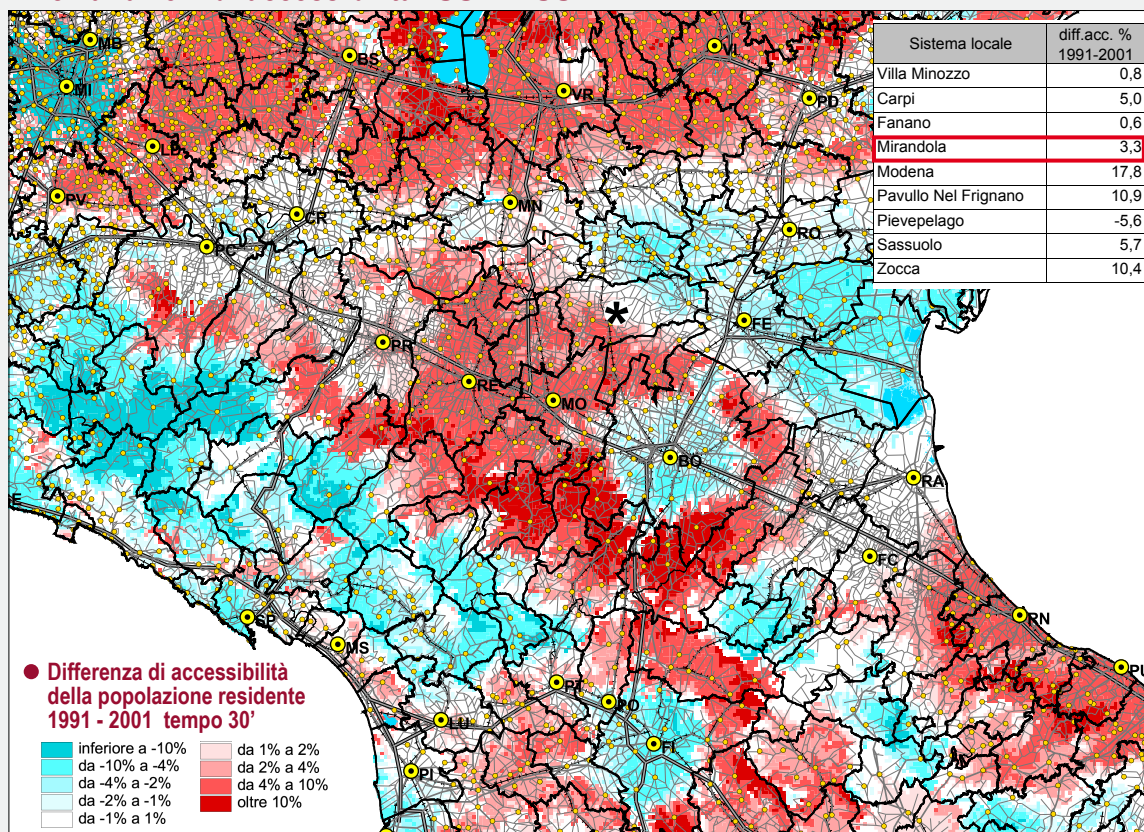 Sistema locale diff.acc. % 1991-2001
Villa Minozzo 0,8
Carpi 5,0
Fanano 0,6
Mirandola 3,3
Modena 17,8
Pavullo Nel Frignano 10,9
Pievepelago -5,6
Sassuolo 5,7
Zocca 10,4
MB
MI
BS
VR
VI
PD
LO
PV
CR
MN
RO
PC
*
FE
PR
RE
MO
BO
RA
FC
PN
SP
MS
PT
PO
LU
FI
PI
● Differenza di accessibilità
della popolazione residente
1991 - 2001 tempo 30’
inferiore a -10%
da -10% a -4%
da -4% a -2%
da -2% a -1%
da -1% a 1%
da 1% a 2%
da 2% a 4%
da 4% a 10%
oltre 10%